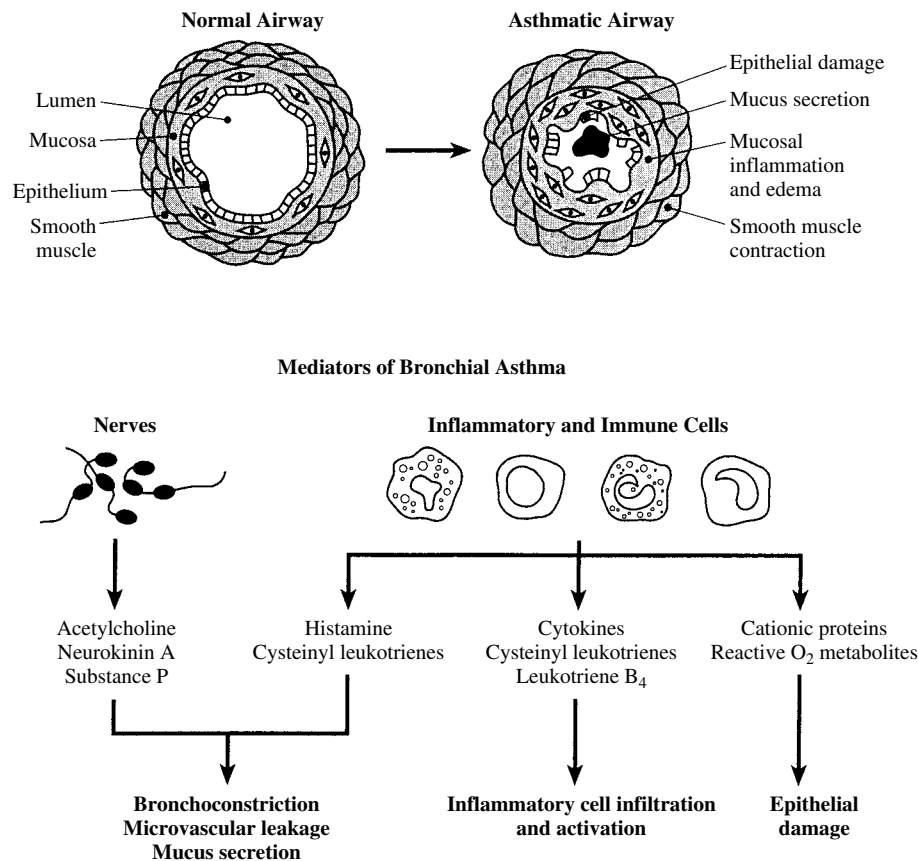 Normal Airway
Asthmatic Airway
Lumen
Mucosa
Epithelium
Smooth
muscle
Epithelial damage
Mucus secretion
Mucosal
inflammation
and edema
Smooth muscle
contraction
Mediators of Bronchial Asthma
Nerves
Inflammatory and Immune Cells
Acetylcholine
Neurokinin A
Substance P
Histamine
Cysteinyl leukotrienes
Cytokines
Cysteinyl leukotrienes
Leukotriene B4
Cationic proteins
Reactive O2 metabolites
Bronchoconstriction
Microvascular leakage
Mucus secretion
Inflammatory cell infiltration
and activation
Epithelial
damage